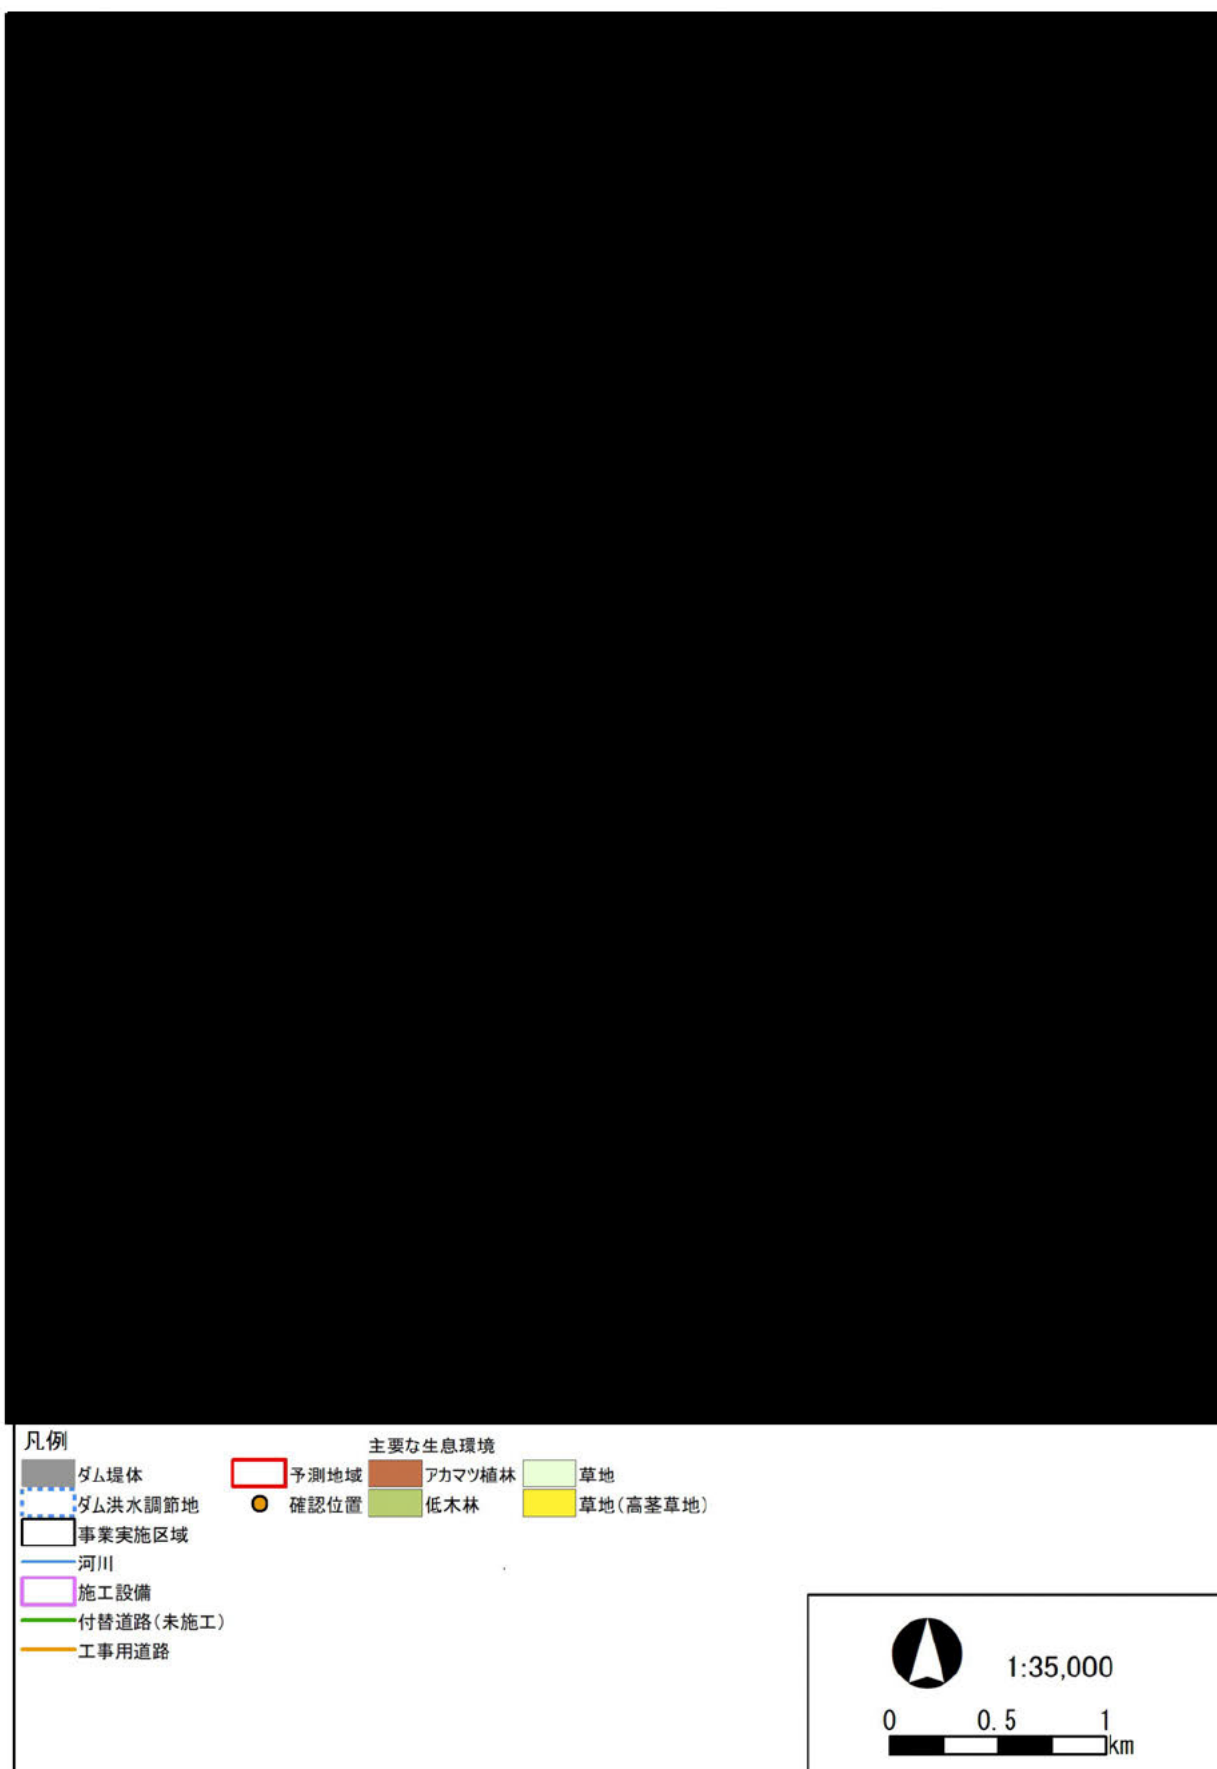 凡例
ダム堤体
ダム洪水調節地
事業実施区域
河川
施工設備
付替道路(未施工)
工事用道路
予測地域
確認位置
主要な生息環境
アカマツ植林
低木林
草地
草地(高茎草地)
1:35,000
0 0.5 1
km